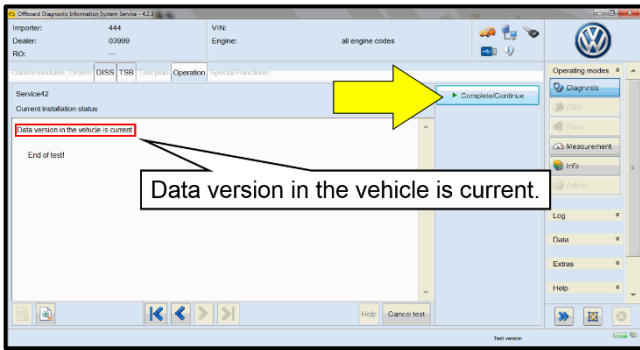 Offboard Diagnostic Information System Service - 4.2.3
Importer: 444 VIN:
Dealer: 03999 Engine: all engine codes
RO: ---
Control modules Orders DISS TSB Test plan Operation Special Functions
Operating modes
Service42
Complete/Continue
Diagnosis
Current installation status
OBD
Data version in the vehicle is current.
End of test!
Measurement
Info
Data version in the vehicle is current.
Admin
Log
Data
Extras
Help
Help Cancel test
Test version